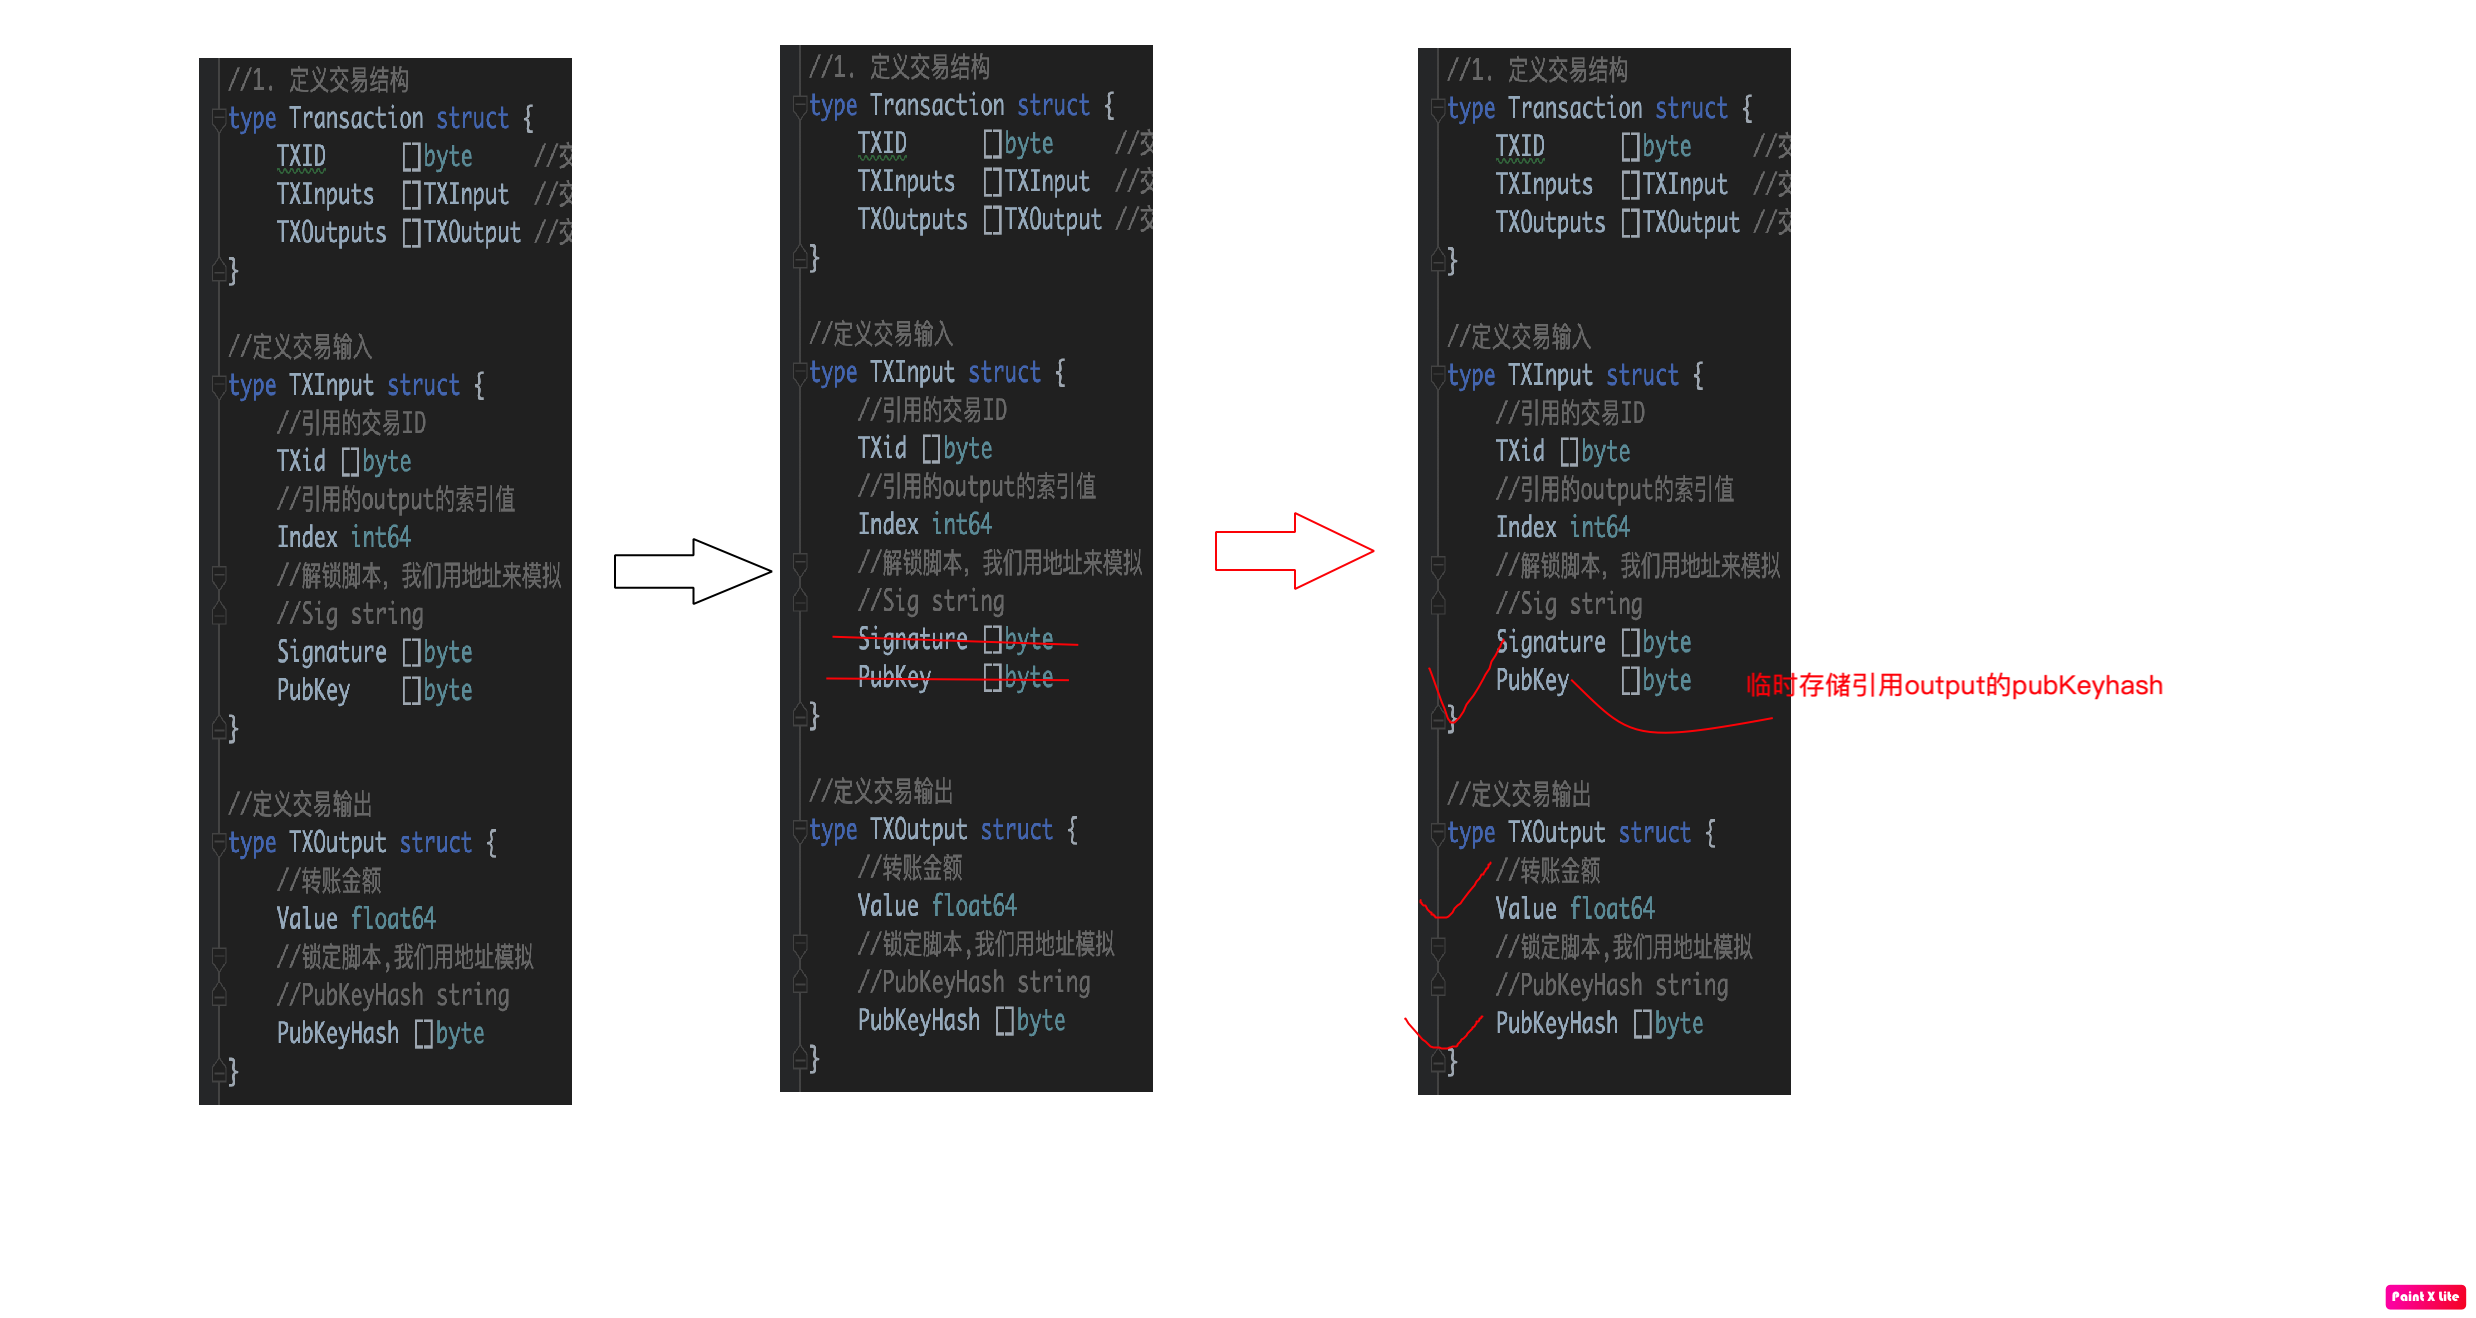 //1. 定义交易结构
type Transaction struct {
TXID []byte //交
TXInputs []TXInput //交
TXOutputs []TXOutput //交
}
//定义交易输入
type TXInput struct {
//引用的交易ID
TXid []byte
//引用的output的索引值
Index int64
//解锁脚本，我们用地址来模拟
//Sig string
Signature []byte
PubKey []byte
}
//定义交易输出
type TXOutput struct {
//转账金额
Value float64
//锁定脚本,我们用地址模拟
//PubKeyHash string
PubKeyHash []byte
}
//1. 定义交易结构
type Transaction struct {
TXID []byte //交
TXInputs []TXInput //交
TXOutputs []TXOutput //交
}
//定义交易输入
type TXInput struct {
//引用的交易ID
TXid []byte
//引用的output的索引值
Index int64
//解锁脚本，我们用地址来模拟
//Sig string
Signature []byte
PubKey []byte
}
//定义交易输出
type TXOutput struct {
//转账金额
Value float64
//锁定脚本,我们用地址模拟
//PubKeyHash string
PubKeyHash []byte
}
//1. 定义交易结构
type Transaction struct {
TXID []byte //交
TXInputs []TXInput //交
TXOutputs []TXOutput //交
}
//定义交易输入
type TXInput struct {
//引用的交易ID
TXid []byte
//引用的output的索引值
Index int64
//解锁脚本，我们用地址来模拟
//Sig string
Signature []byte
PubKey []byte
临时存储引用output的pubKeyhash
}
//定义交易输出
type TXOutput struct {
//转账金额
Value float64
//锁定脚本,我们用地址模拟
//PubKeyHash string
PubKeyHash []byte
}
Paint X Lite